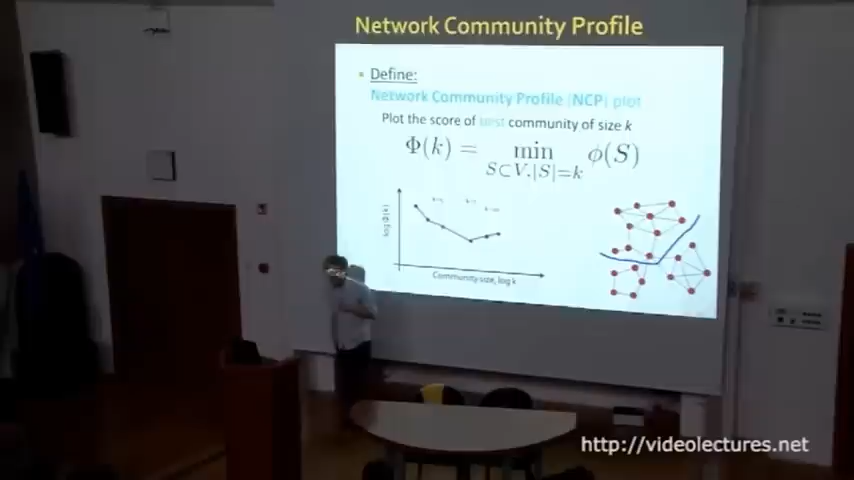 Network Community Profile
Define:
Network Community Profile (NCP) plot
Plot the score of best community of size k
Φ(k) = min ϕ(S)
S⊂V,|S|=k
log Φ(k)
Community size, log k
http://videolectures.net